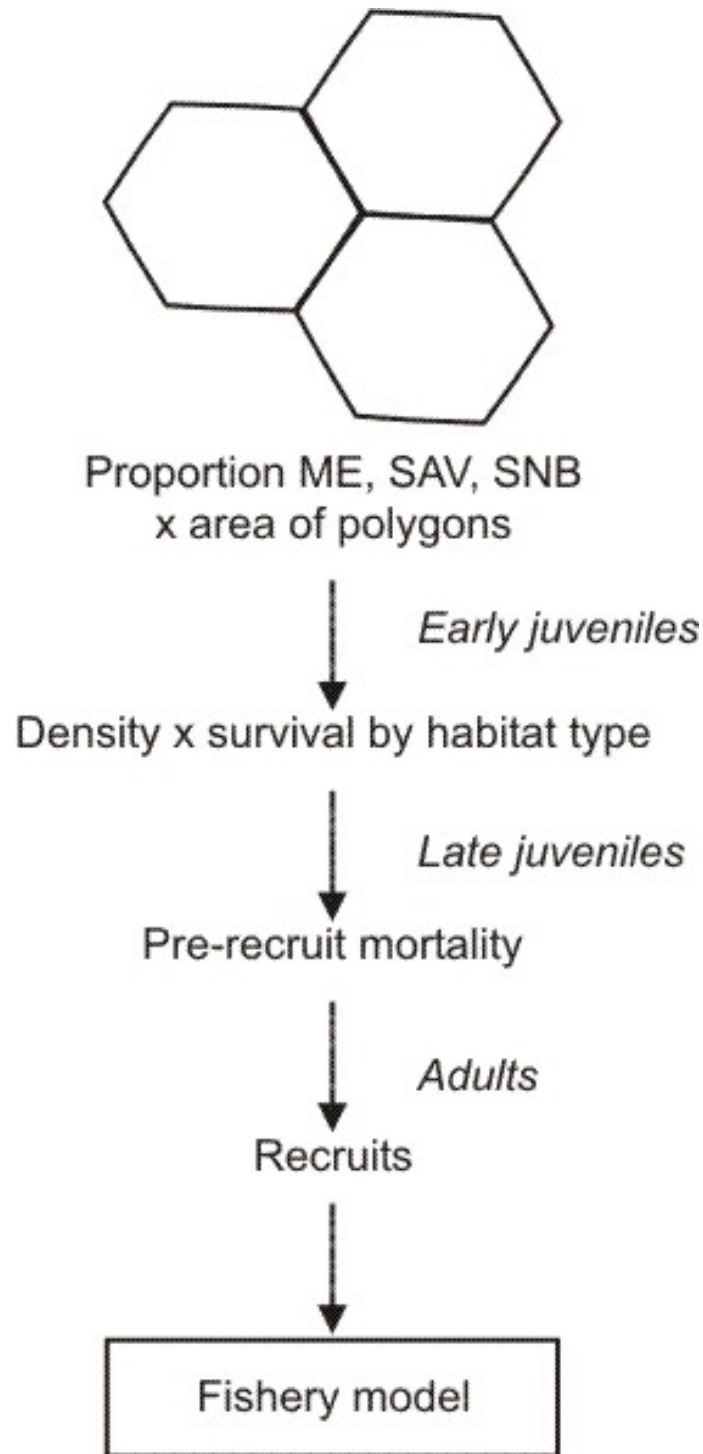 Proportion ME, SAV, SNB
x area of polygons
Early juveniles
Density x survival by habitat type
Late juveniles
Pre-recruit mortality
Adults
Recruits
Fishery model